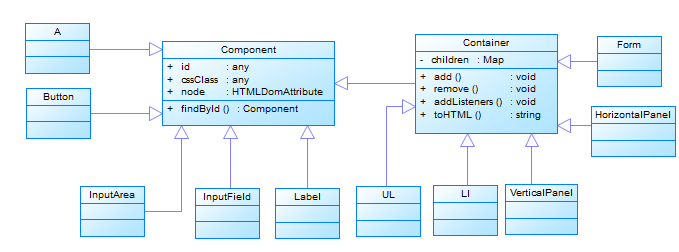 A
Component
+ id : any
+ cssClass : any
+ node : HTMLDomAttribute
+ findById () : Component
Container
- children : Map
+ add () : void
+ remove () : void
+ addListeners () : void
+ toHTML () : string
Form
Button
HorizontalPanel
InputArea
InputField
Label
UL
LI
VerticalPanel